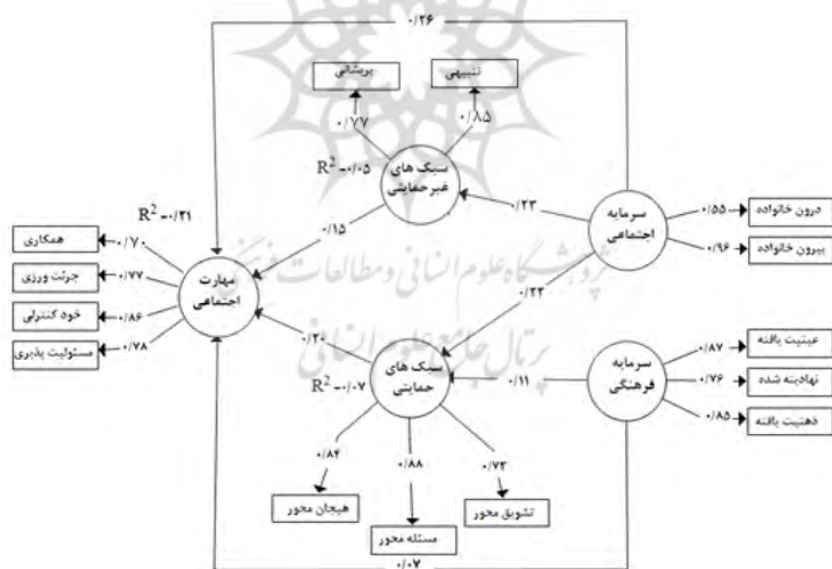 ۰/۲۶
پریشانی
تنبیهی
۰/۷۷
۰/۸۵
R² =۰/۰۵
سبک های
غیرحمایتی
۰/۲۳
سرمایه
اجتماعی
۰/۵۵
درون خانواده
۰/۹۶
بیرون خانواده
R² =۰/۲۱
همکاری
۰/۷۰
جرئت ورزی
۰/۷۷
خود کنترلی
۰/۸۶
مسئولیت پذیری
۰/۷۸
مهارت
اجتماعی
۰/۱۵
پژوهشگاه علوم انسانی و مطالعات فرهنگی
پرتال جامع علوم انسانی
۰/۲۲
۰/۲۰
R² =۰/۰۷
سبک های
حمایتی
۰/۱۱
سرمایه
فرهنگی
۰/۸۷
عینیت یافته
۰/۷۶
نهادینه شده
۰/۸۵
ذهنیت یافته
۰/۸۴
۰/۸۸
۰/۷۲
هیجان محور
مسئله محور
تشویق محور
۰/۰۷